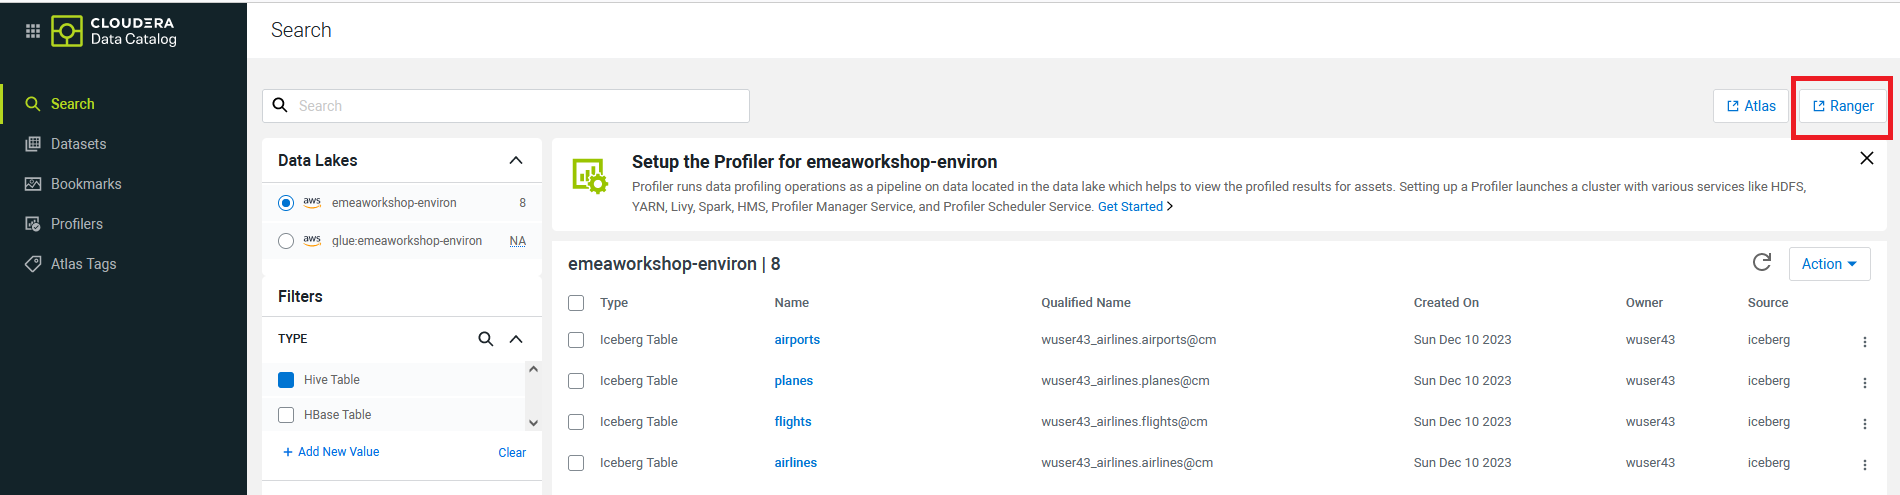 CLOUDERA
Data Catalog
Search
Datasets
Bookmarks
Profilers
Atlas Tags
Search
Search
Atlas
Ranger
Data Lakes
aws emeaworkshop-environ 8
aws glue:emeaworkshop-environ NA
Filters
TYPE
Hive Table
HBase Table
+ Add New Value Clear
Setup the Profiler for emeaworkshop-environ
Profiler runs data profiling operations as a pipeline on data located in the data lake which helps to view the profiled results for assets. Setting up a Profiler launches a cluster with various services like HDFS,
YARN, Livy, Spark, HMS, Profiler Manager Service, and Profiler Scheduler Service. Get Started
emeaworkshop-environ | 8
Action
Type Name Qualified Name Created On Owner Source
Iceberg Table airports wuser43_airlines.airports@cm Sun Dec 10 2023 wuser43 iceberg
Iceberg Table planes wuser43_airlines.planes@cm Sun Dec 10 2023 wuser43 iceberg
Iceberg Table flights wuser43_airlines.flights@cm Sun Dec 10 2023 wuser43 iceberg
Iceberg Table airlines wuser43_airlines.airlines@cm Sun Dec 10 2023 wuser43 iceberg